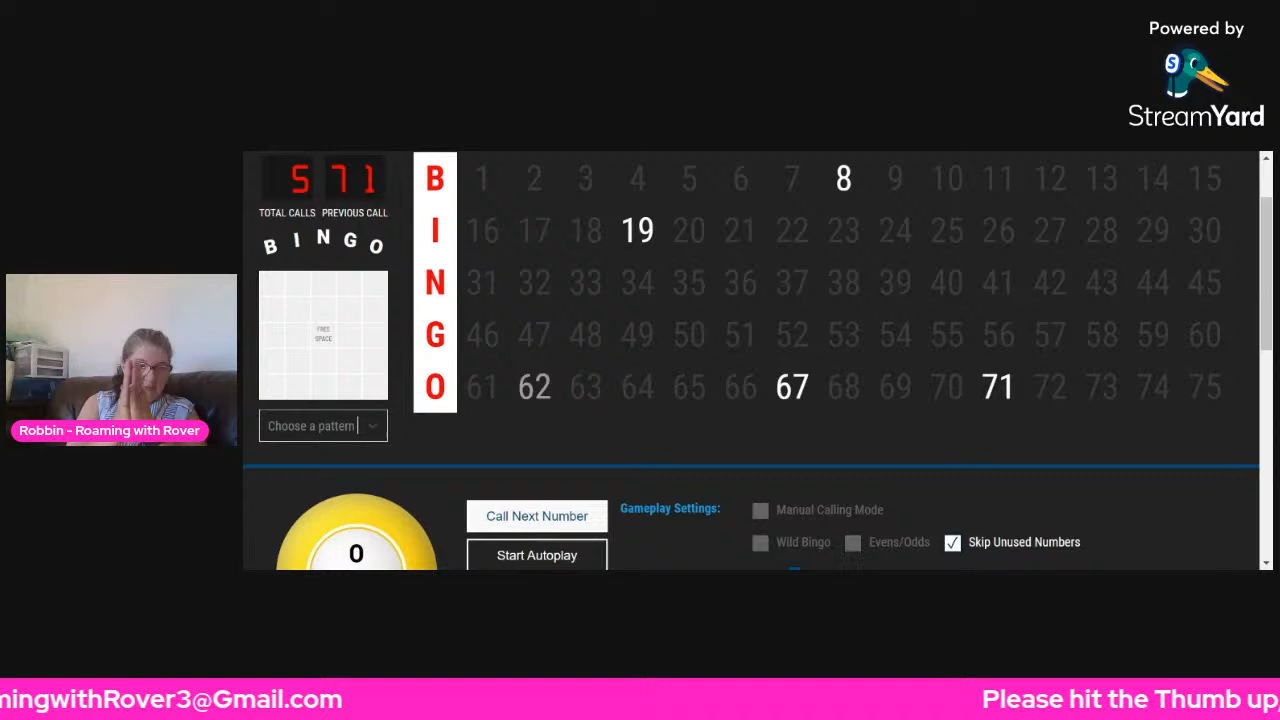 Powered by
S
StreamYard
5 71
TOTAL CALLS PREVIOUS CALL
BINGO
FREE
SPACE
Choose a pattern
B 1 2 3 4 5 6 7 8 9 10 11 12 13 14 15
I 16 17 18 19 20 21 22 23 24 25 26 27 28 29 30
N 31 32 33 34 35 36 37 38 39 40 41 42 43 44 45
G 46 47 48 49 50 51 52 53 54 55 56 57 58 59 60
O 61 62 63 64 65 66 67 68 69 70 71 72 73 74 75
Robbin - Roaming with Rover
O
Call Next Number
Start Autoplay
Gameplay Settings:
Manual Calling Mode
Wild Bingo Evens/Odds Skip Unused Numbers
mingwithRover3@Gmail.com
Please hit the Thumb up,